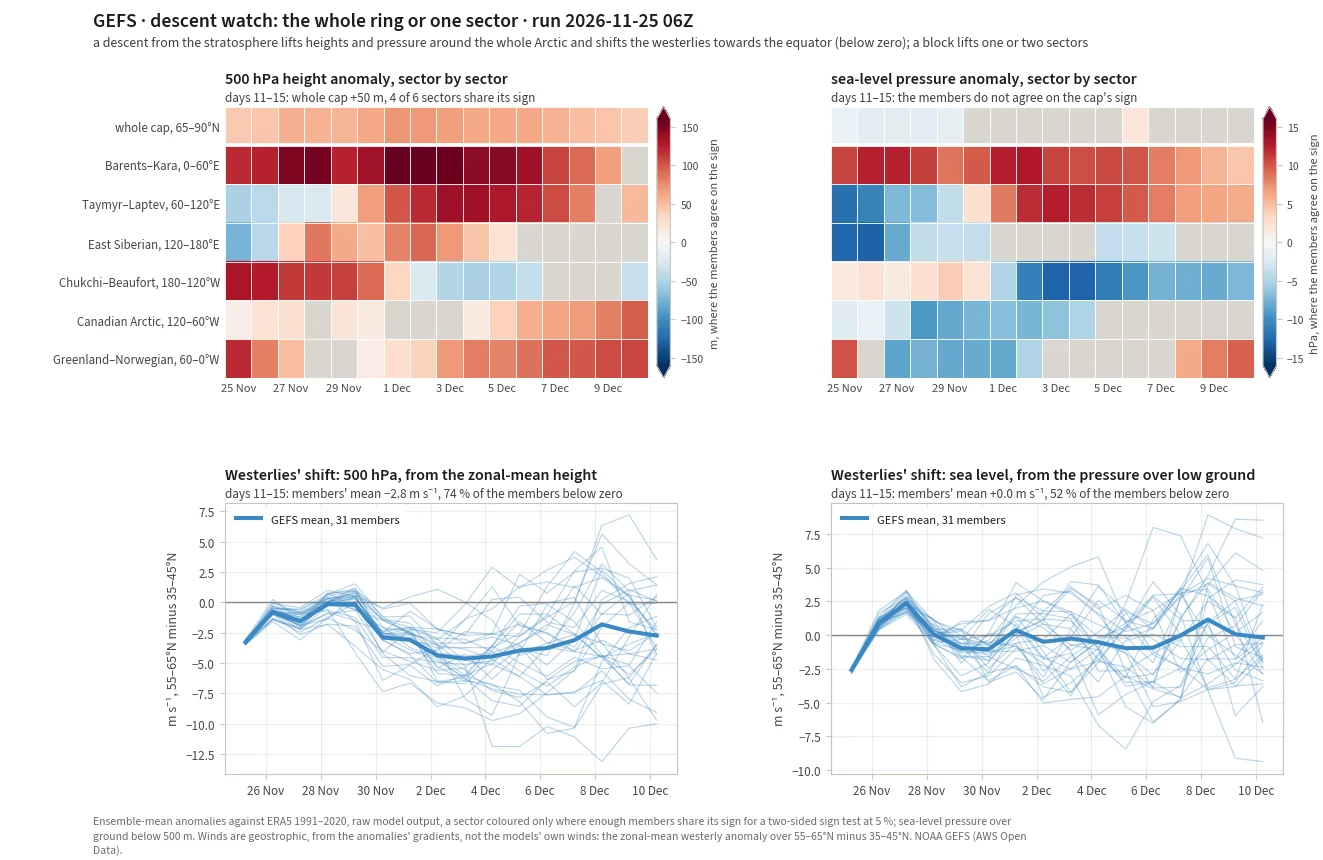 GEFS · descent watch: the whole ring or one sector · run 2026-11-25 06Z
a descent from the stratosphere lifts heights and pressure around the whole Arctic and shifts the westerlies towards the equator (below zero); a block lifts one or two sectors
500 hPa height anomaly, sector by sector
days 11–15: whole cap +50 m, 4 of 6 sectors share its sign
whole cap, 65–90°N
Barents–Kara, 0–60°E
Taymyr–Laptev, 60–120°E
East Siberian, 120–180°E
Chukchi–Beaufort, 180–120°W
Canadian Arctic, 120–60°W
Greenland–Norwegian, 60–0°W
25 Nov 27 Nov 29 Nov 1 Dec 3 Dec 5 Dec 7 Dec 9 Dec
150
100
50
0
−50
−100
−150
m, where the members agree on the sign
sea-level pressure anomaly, sector by sector
days 11–15: the members do not agree on the cap's sign
25 Nov 27 Nov 29 Nov 1 Dec 3 Dec 5 Dec 7 Dec 9 Dec
15
10
5
0
−5
−10
−15
hPa, where the members agree on the sign
Westerlies' shift: 500 hPa, from the zonal-mean height
days 11–15: members' mean −2.8 m s⁻¹, 74 % of the members below zero
GEFS mean, 31 members
m s⁻¹, 55–65°N minus 35–45°N
7.5
5.0
2.5
0.0
−2.5
−5.0
−7.5
−10.0
−12.5
26 Nov 28 Nov 30 Nov 2 Dec 4 Dec 6 Dec 8 Dec 10 Dec
Westerlies' shift: sea level, from the pressure over low ground
days 11–15: members' mean +0.0 m s⁻¹, 52 % of the members below zero
GEFS mean, 31 members
m s⁻¹, 55–65°N minus 35–45°N
7.5
5.0
2.5
0.0
−2.5
−5.0
−7.5
−10.0
26 Nov 28 Nov 30 Nov 2 Dec 4 Dec 6 Dec 8 Dec 10 Dec
Ensemble-mean anomalies against ERA5 1991–2020, raw model output, a sector coloured only where enough members share its sign for a two-sided sign test at 5 %; sea-level pressure over
ground below 500 m. Winds are geostrophic, from the anomalies' gradients, not the models' own winds: the zonal-mean westerly anomaly over 55–65°N minus 35–45°N. NOAA GEFS (AWS Open
Data).